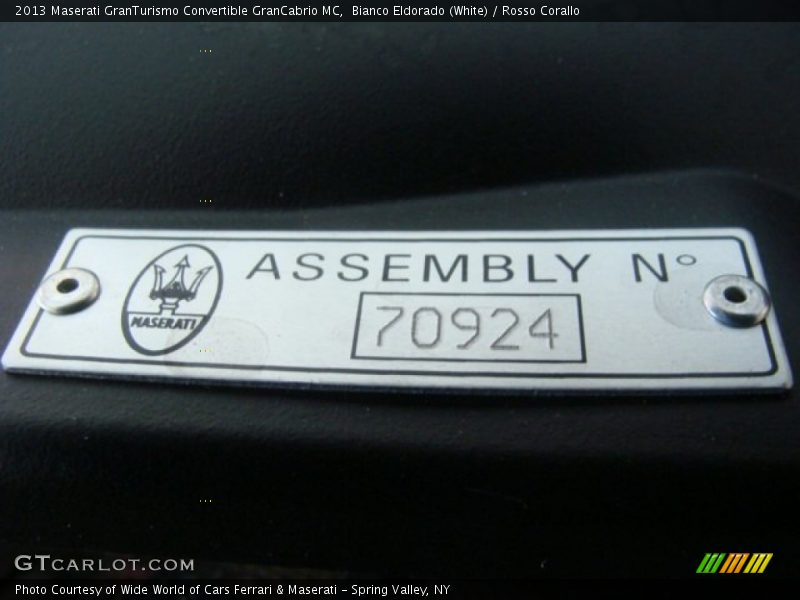 2013 Maserati GranTurismo Convertible GranCabrio MC,  Bianco Eldorado (White) / Rosso Corallo
ASSEMBLY Nº
MASERATI
70924
GTCARLOT.COM
Photo Courtesy of Wide World of Cars Ferrari & Maserati - Spring Valley, NY